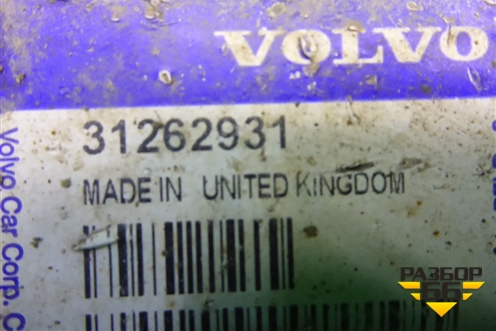 VOLVO
31262931
MADE IN UNITED KINGDOM
Volvo Car Corp.
РАЗБОР
66